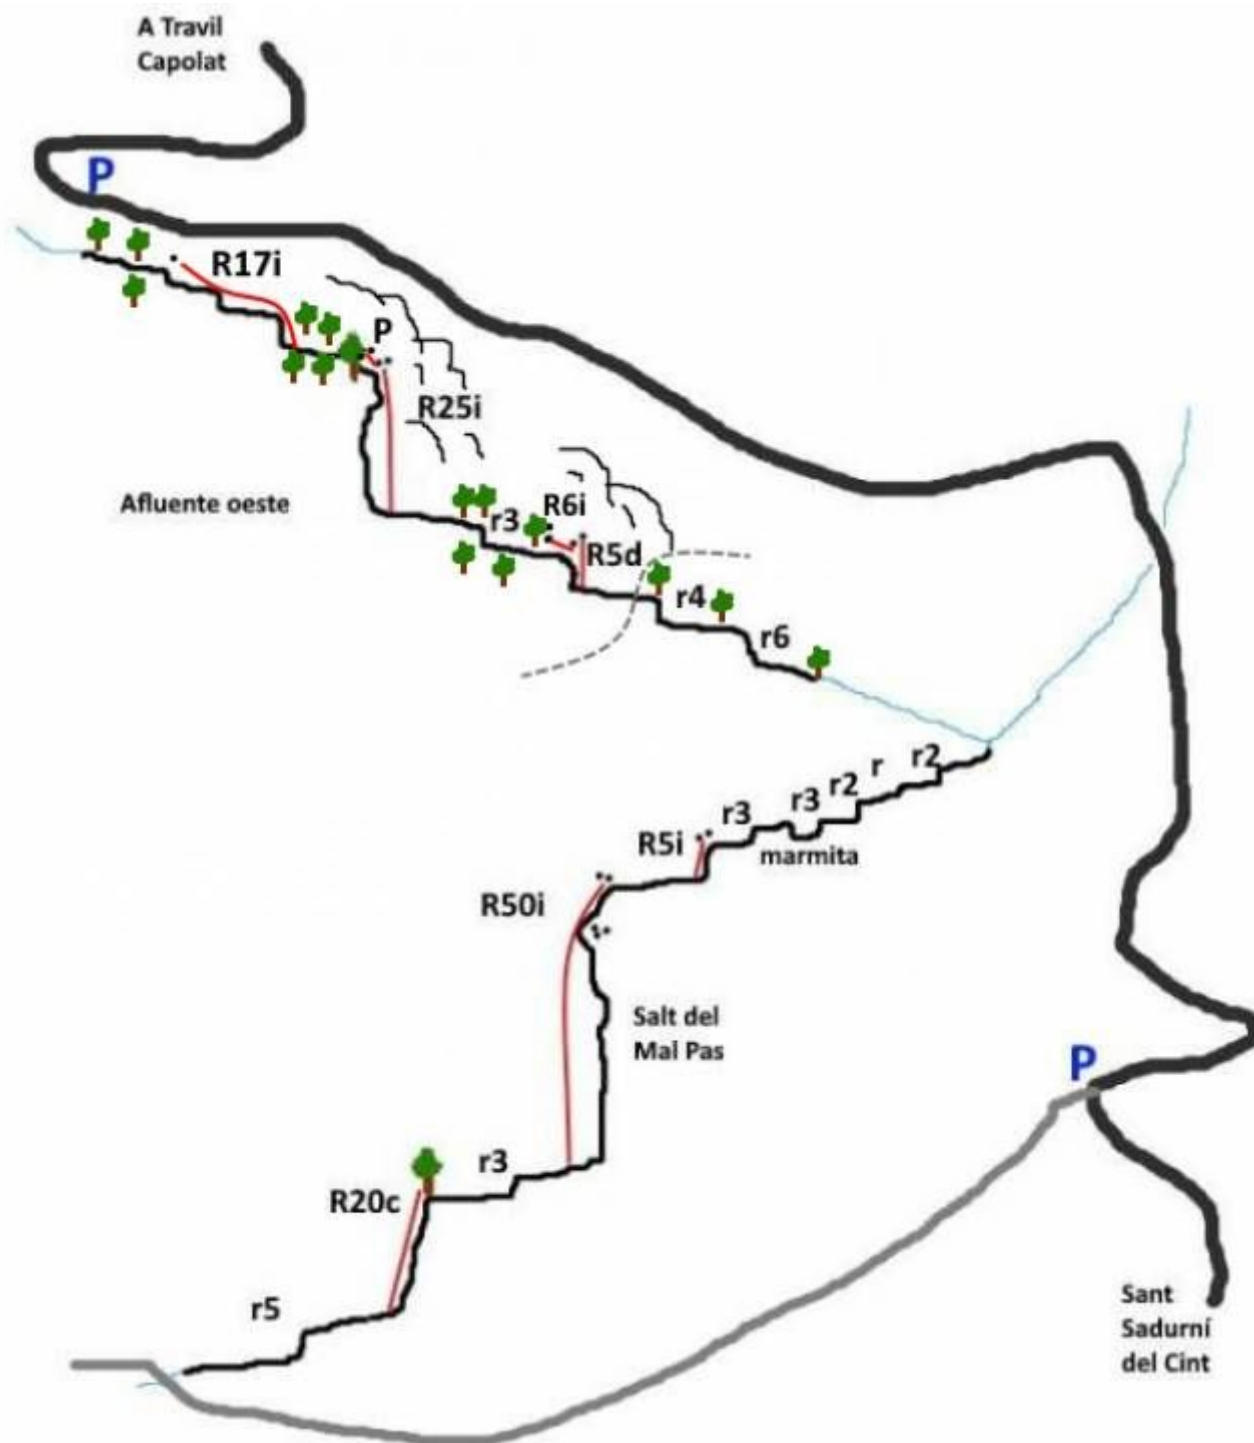 A Travil
Capolat
P
R17i
P
R25i
Afluente oeste
r3
R6i
R5d
r4
r6
r2
r
r2
r3
r3
marmita
R5i
R50i
Salt del
Mal Pas
P
r3
R20c
r5
Sant
Sadurní
del Cint